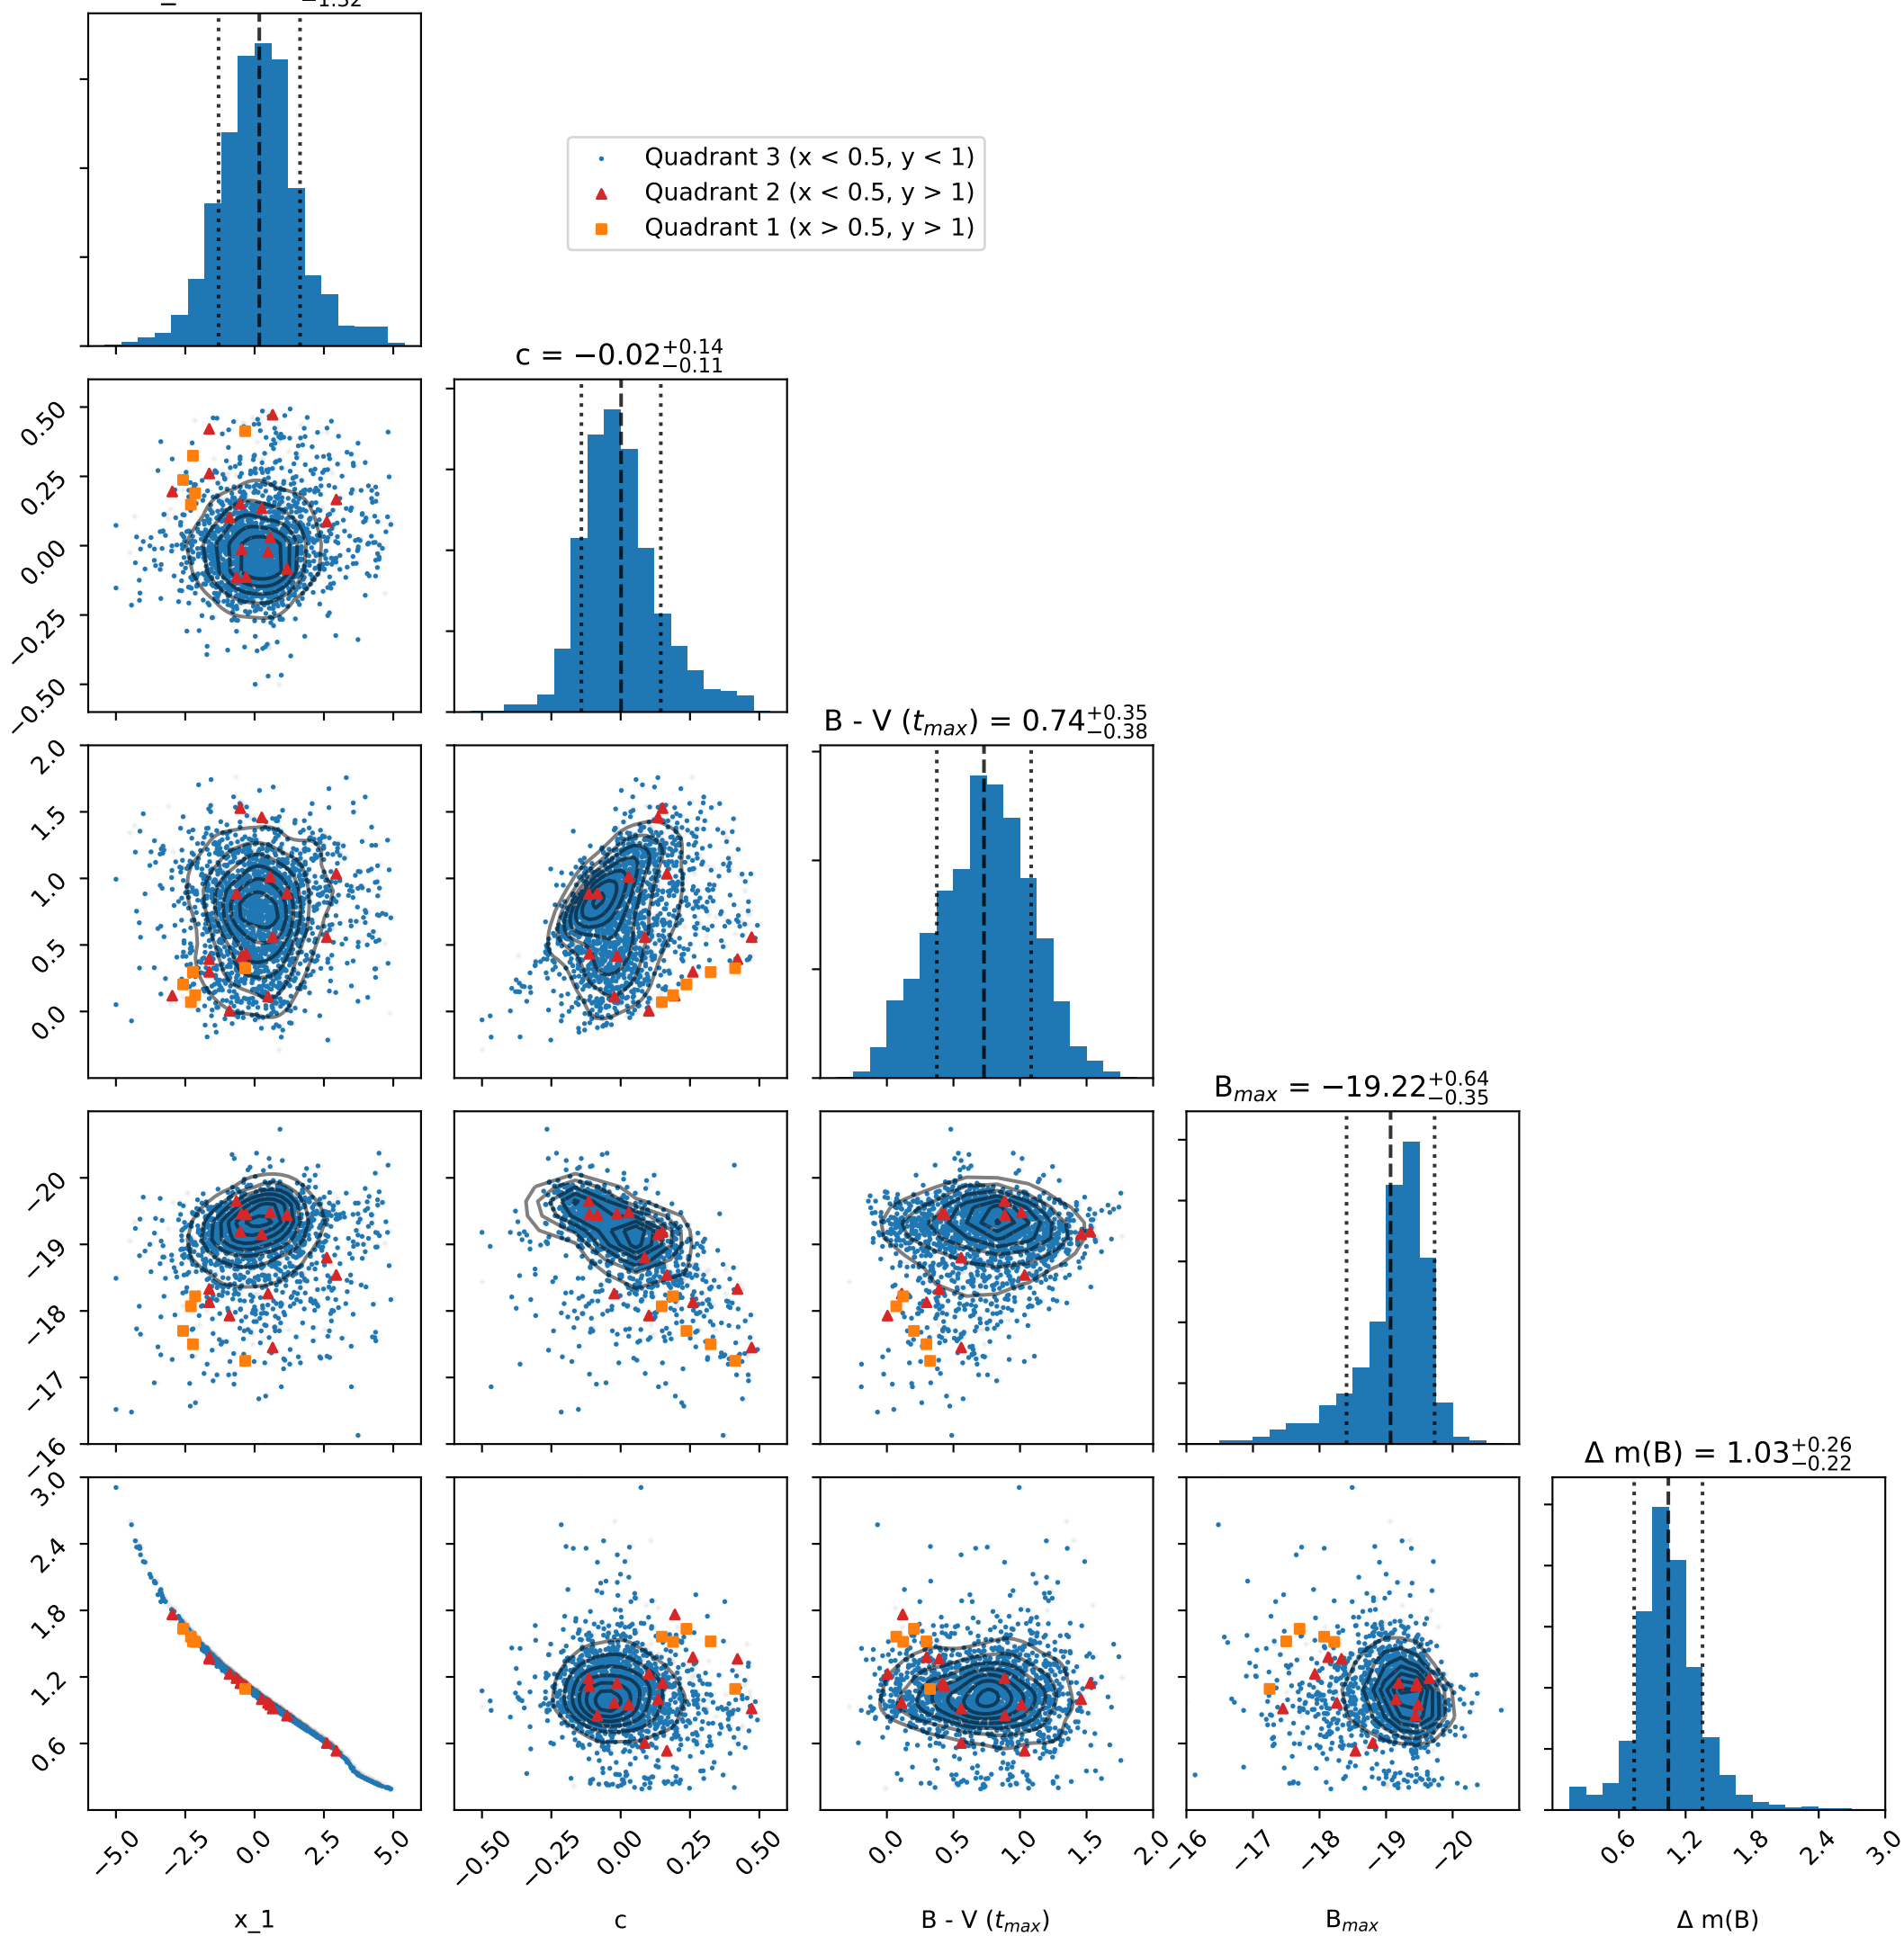 −1.32
Quadrant 3 (x < 0.5, y < 1)
Quadrant 2 (x < 0.5, y > 1)
Quadrant 1 (x > 0.5, y > 1)
c = −0.02+0.14−0.11
0.50
0.25
0.00
−0.25
−0.50
B - V (tmax) = 0.74+0.35−0.38
2.0
1.5
1.0
0.5
0.0
Bmax = −19.22+0.64−0.35
−20
−19
−18
−17
−16
Δ m(B) = 1.03+0.26−0.22
3.0
2.4
1.8
1.2
0.6
−5.0 −2.5 0.0 2.5 5.0
−0.50 −0.25 0.00 0.25 0.50
0.0 0.5 1.0 1.5 2.0
−16 −17 −18 −19 −20
0.6 1.2 1.8 2.4 3.0
x_1
c
B - V (tmax)
Bmax
Δ m(B)